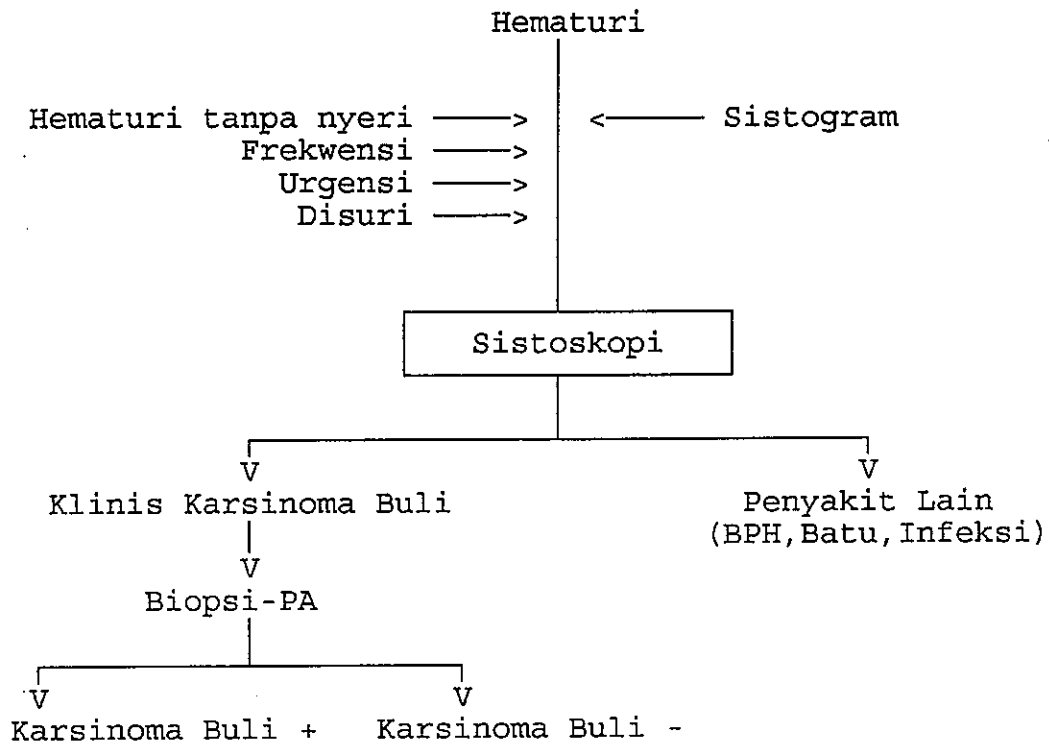 Hematuri
Hematuri tanpa nyeri ———> <——— Sistogram
Frekwensi ———>
Urgensi ———>
Disuri ———>
Sistoskopi
V V
Klinis Karsinoma Buli Penyakit Lain
(BPH,Batu,Infeksi)
V
Biopsi-PA
V V
Karsinoma Buli + Karsinoma Buli -